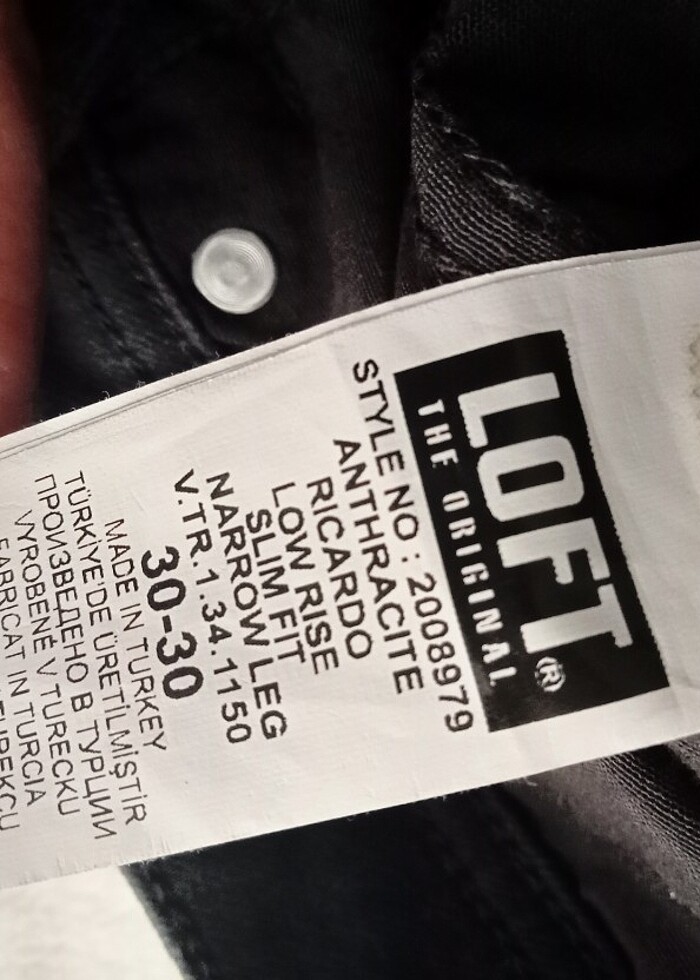 LOFT®
THE ORIGINAL
STYLE NO : 2008979
ANTHRACITE
RICARDO
LOW RISE
SLIM FIT
NARROW LEG
V.TR.1.34.1150
30-30
MADE IN TURKEY
TÜRKİYE'DE ÜRETİLMİŞTİR
ПРОИЗВЕДЕНО В ТУРЦИИ
VYROBENÉ V TURECKU
FABRICAT IN TURCIA